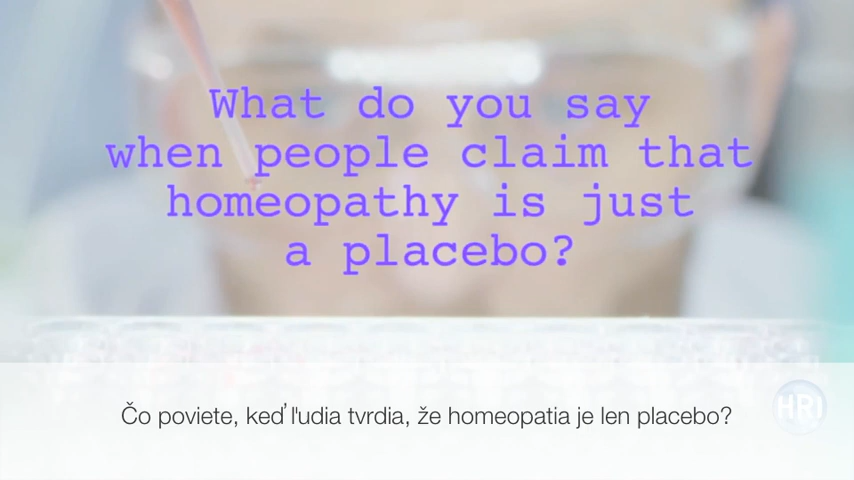 What do you say
when people claim that
homeopathy is just
a placebo?
Čo poviete, keď ľudia tvrdia, že homeopatia je len placebo?
HRI